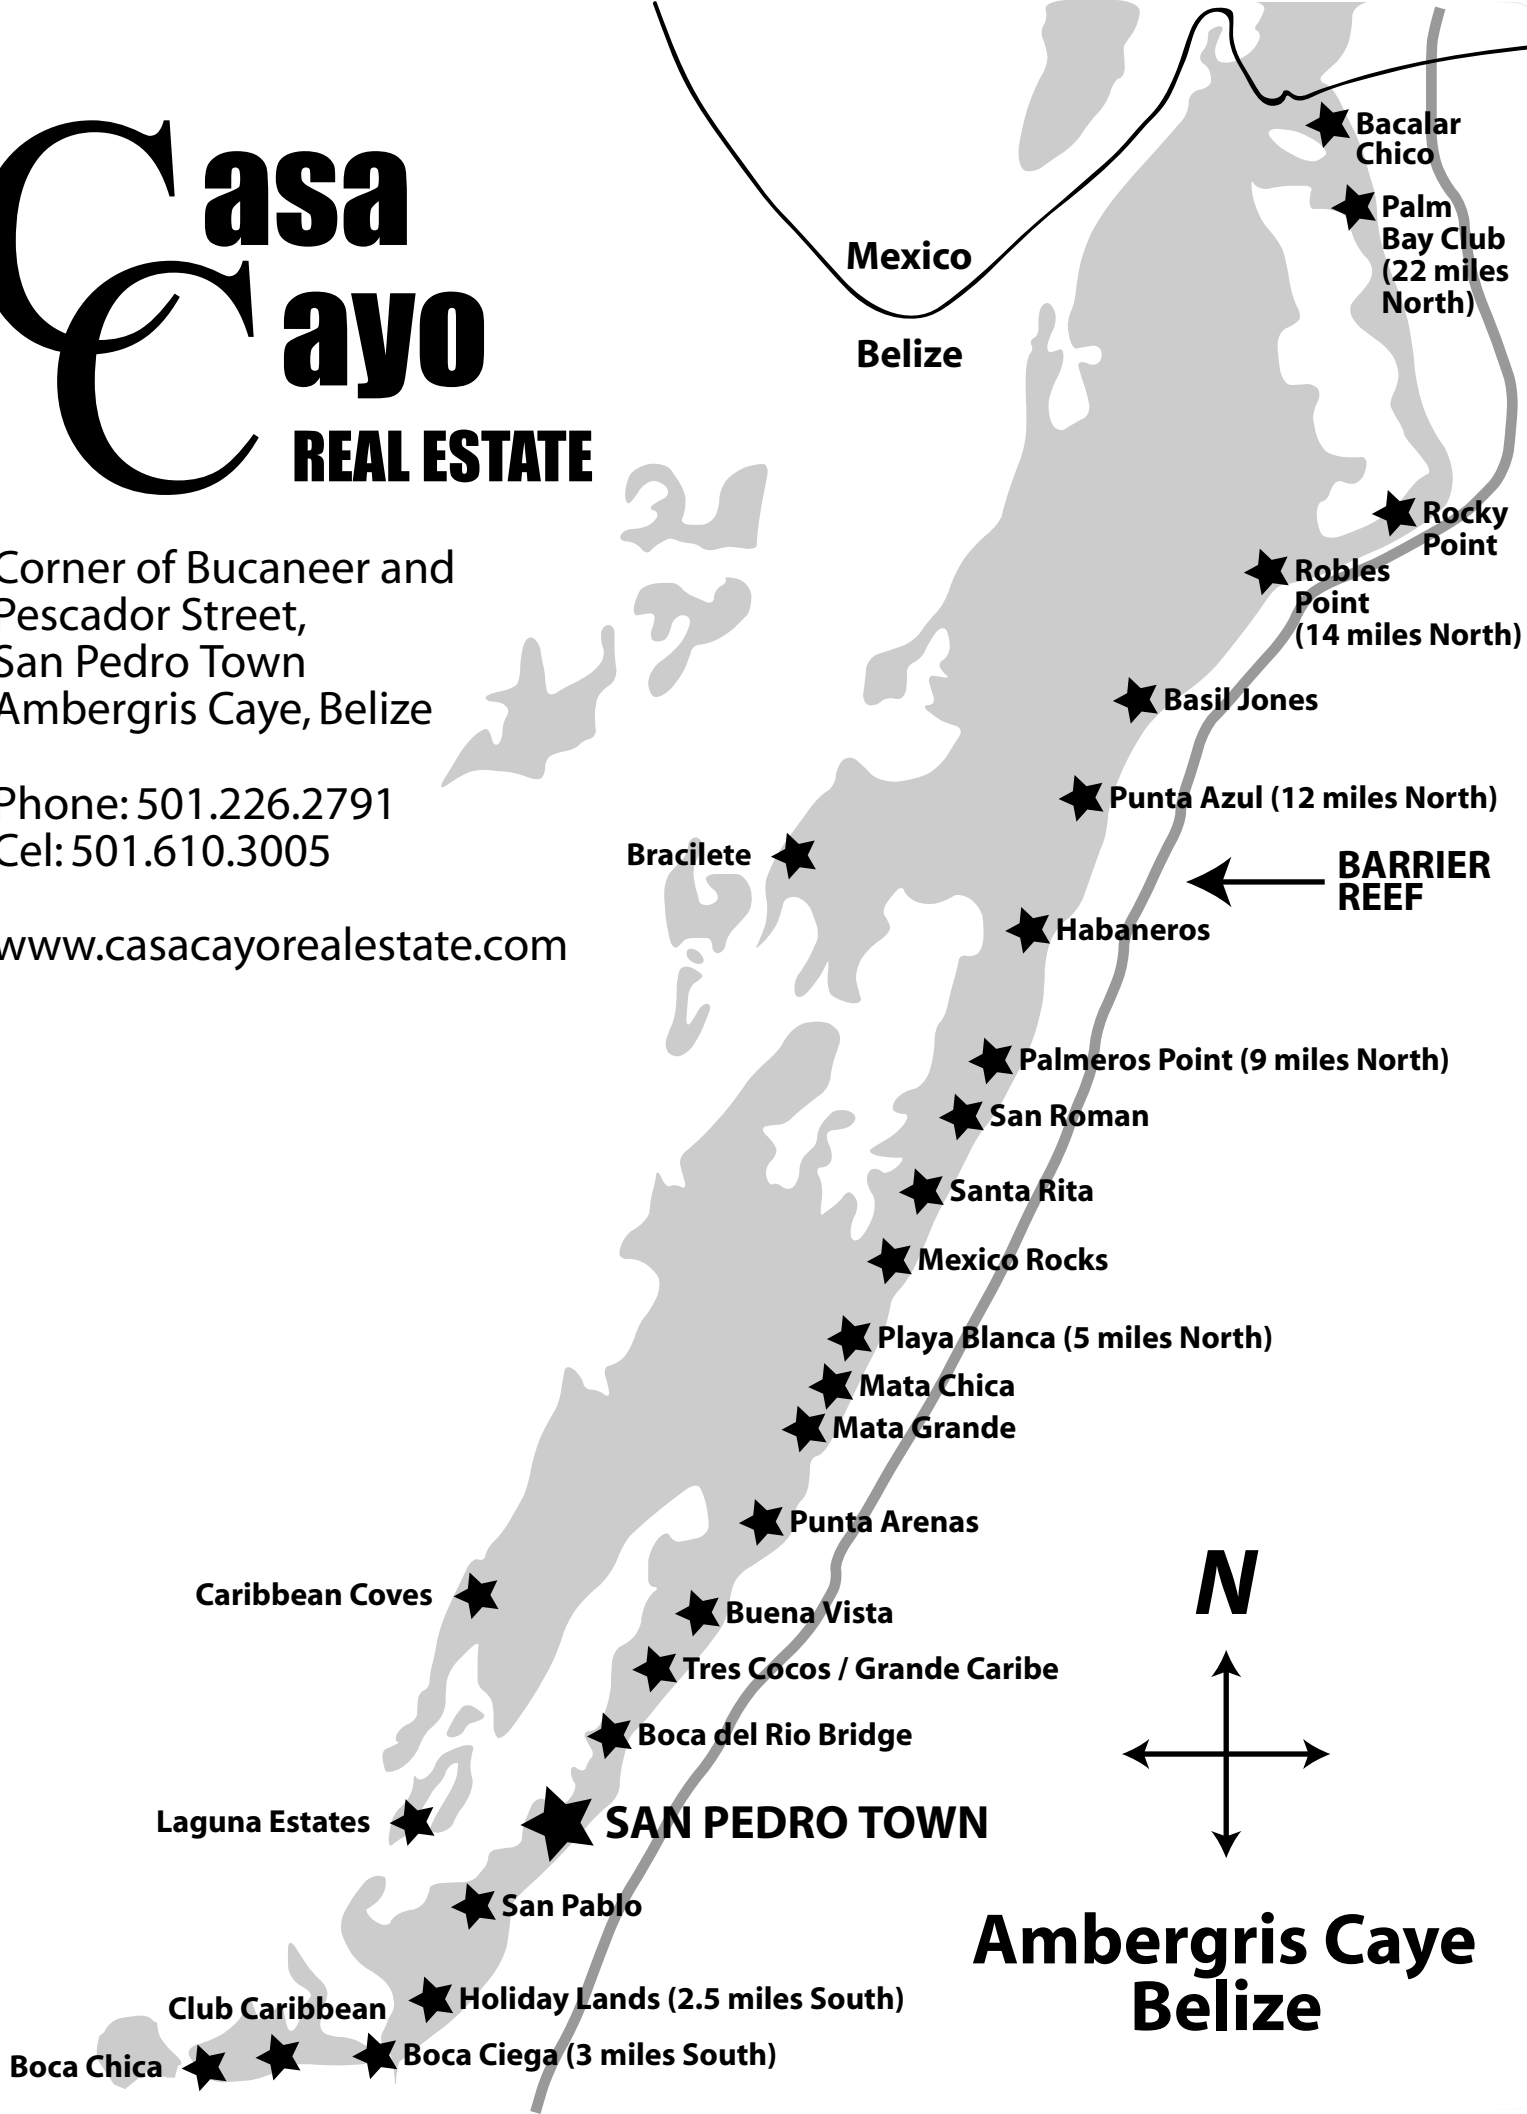 Casa
Cayo
REAL ESTATE
Corner of Bucaneer and
Pescador Street,
San Pedro Town
Ambergris Caye, Belize
Phone: 501.226.2791
Cel: 501.610.3005
www.casacayorealestate.com
Mexico
Belize
Bacalar
Chico
Palm
Bay Club
(22 miles
North)
Rocky
Point
Robles
Point
(14 miles North)
Basil Jones
Punta Azul (12 miles North)
Bracilete
BARRIER
REEF
Habaneros
Palmeros Point (9 miles North)
San Roman
Santa Rita
Mexico Rocks
Playa Blanca (5 miles North)
Mata Chica
Mata Grande
Punta Arenas
Caribbean Coves
Buena Vista
Tres Cocos / Grande Caribe
Boca del Rio Bridge
Laguna Estates
SAN PEDRO TOWN
San Pablo
Holiday Lands (2.5 miles South)
Club Caribbean
Boca Ciega (3 miles South)
Boca Chica
N
Ambergris Caye
Belize